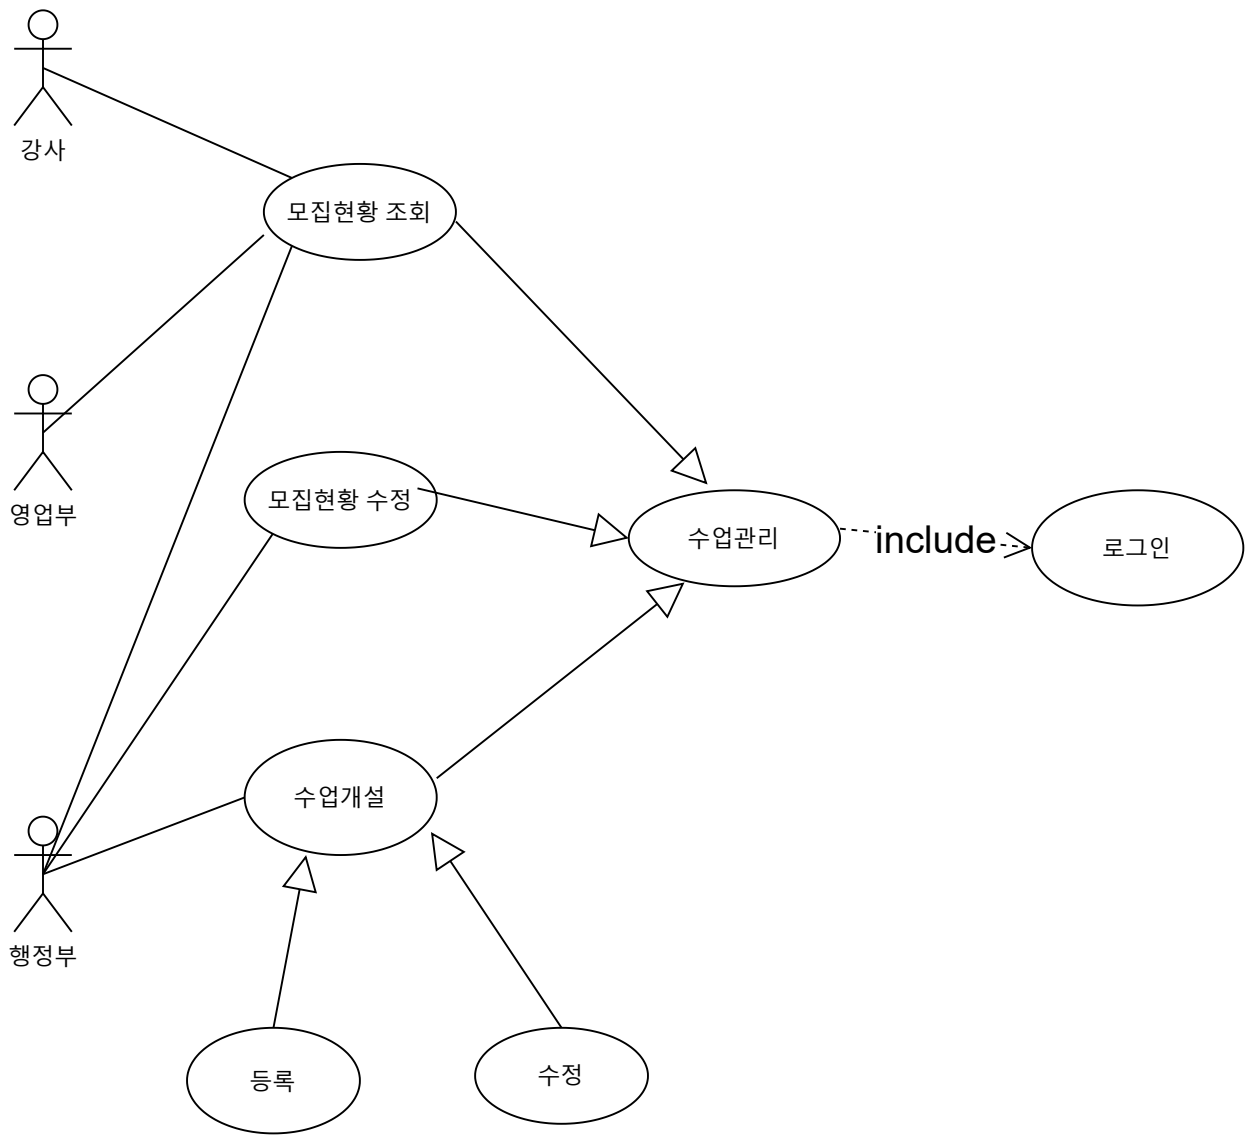 강사
모집현황 조회
영업부
모집현황 수정
수업관리
include
로그인
수업개설
행정부
등록
수정